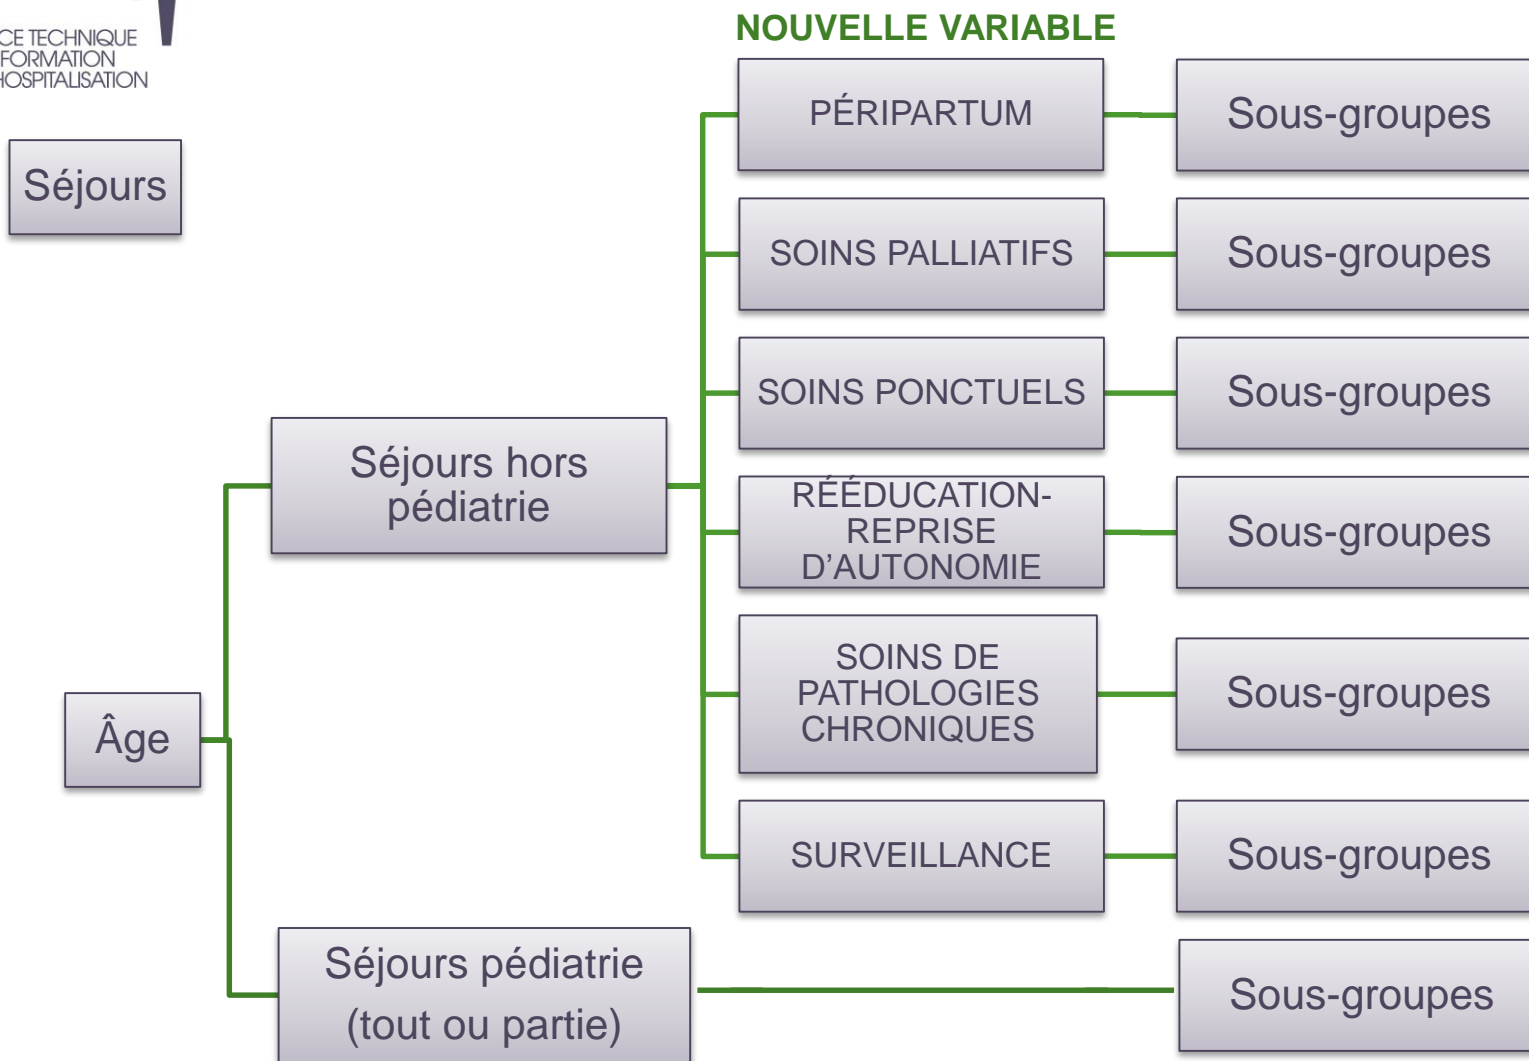 TECHNIQUE
HOSPITALISATION
NOUVELLE VARIABLE
Séjours
PÉRIPARTUM
Sous-groupes
SOINS PALLIATIFS
Sous-groupes
SOINS PONCTUELS
Sous-groupes
Séjours hors
pédiatrie
RÉÉDUCATION-
REPRISE
D’AUTONOMIE
Sous-groupes
SOINS DE
PATHOLOGIES
CHRONIQUES
Sous-groupes
Âge
SURVEILLANCE
Sous-groupes
Séjours pédiatrie
(tout ou partie)
Sous-groupes